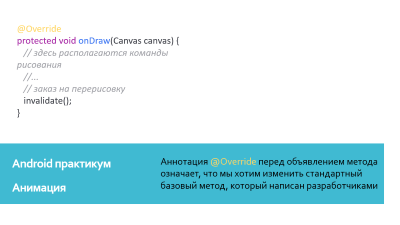 @Override
protected void onDraw(Canvas canvas) {
// здесь располагаются команды
рисования
//...
// заказ на перерисовку
invalidate();
}
Android практикум
Анимация
Аннотация @Override перед объявлением метода
означает, что мы хотим изменить стандартный
базовый метод, который написан разработчиками